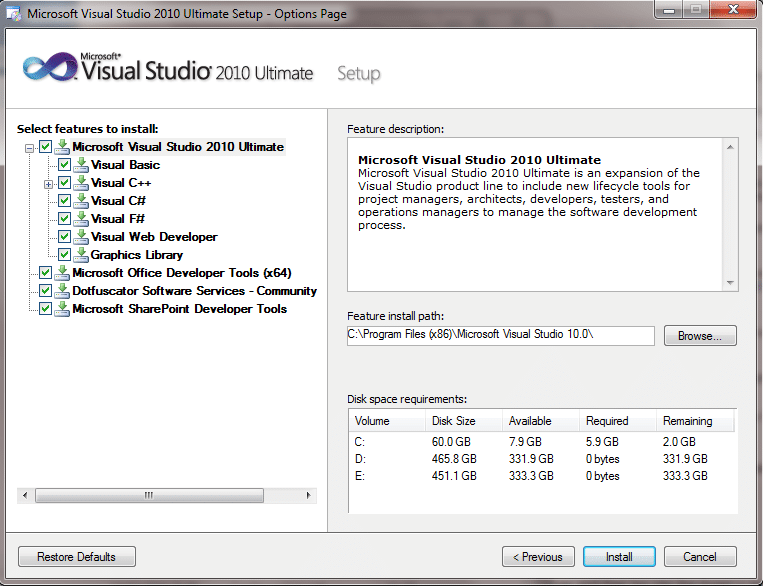 Microsoft Visual Studio 2010 Ultimate Setup - Options Page
Microsoft®
Visual Studio® 2010 Ultimate Setup
Select features to install:
Microsoft Visual Studio 2010 Ultimate
Visual Basic
Visual C++
Visual C#
Visual F#
Visual Web Developer
Graphics Library
Microsoft Office Developer Tools (x64)
Dotfuscator Software Services - Community
Microsoft SharePoint Developer Tools
Feature description:
Microsoft Visual Studio 2010 Ultimate
Microsoft Visual Studio 2010 Ultimate is an expansion of the
Visual Studio product line to include new lifecycle tools for
project managers, architects, developers, testers, and
operations managers to manage the software development
process.
Feature install path:
C:\Program Files (x86)\Microsoft Visual Studio 10.0\
Browse...
Disk space requirements:
Volume Disk Size Available Required Remaining
C: 60.0 GB 7.9 GB 5.9 GB 2.0 GB
D: 465.8 GB 331.9 GB 0 bytes 331.9 GB
E: 451.1 GB 333.3 GB 0 bytes 333.3 GB
Restore Defaults
< Previous
Install
Cancel